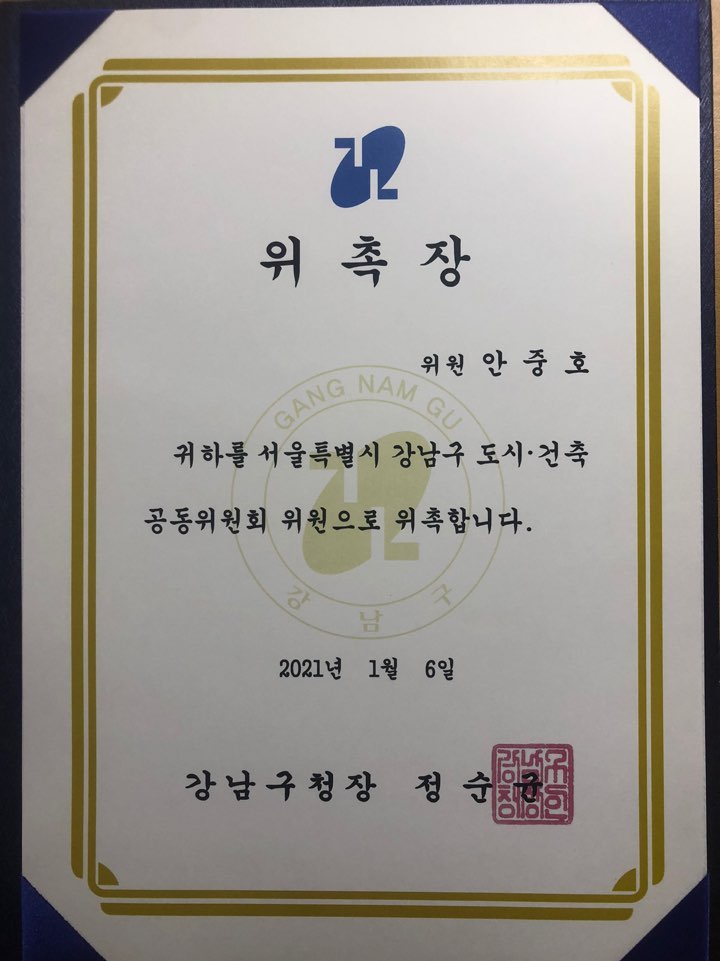 위 촉 장
위원 안 중 호
GANG NAM GU
귀하를 서울특별시 강남구 도시·건축
공동위원회 위원으로 위촉합니다.
강 남 구
2021년 1월 6일
강남구청장 정 순 균